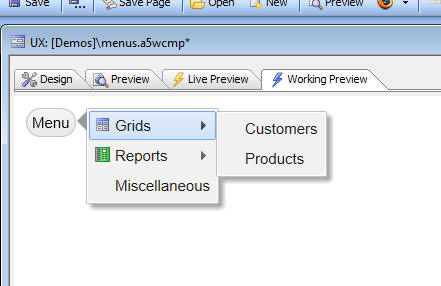 Save Save Page Open New Preview
UX: [Demos]\menus.a5wcmp*
Design Preview Live Preview Working Preview
Menu Grids Customers
Reports Products
Miscellaneous